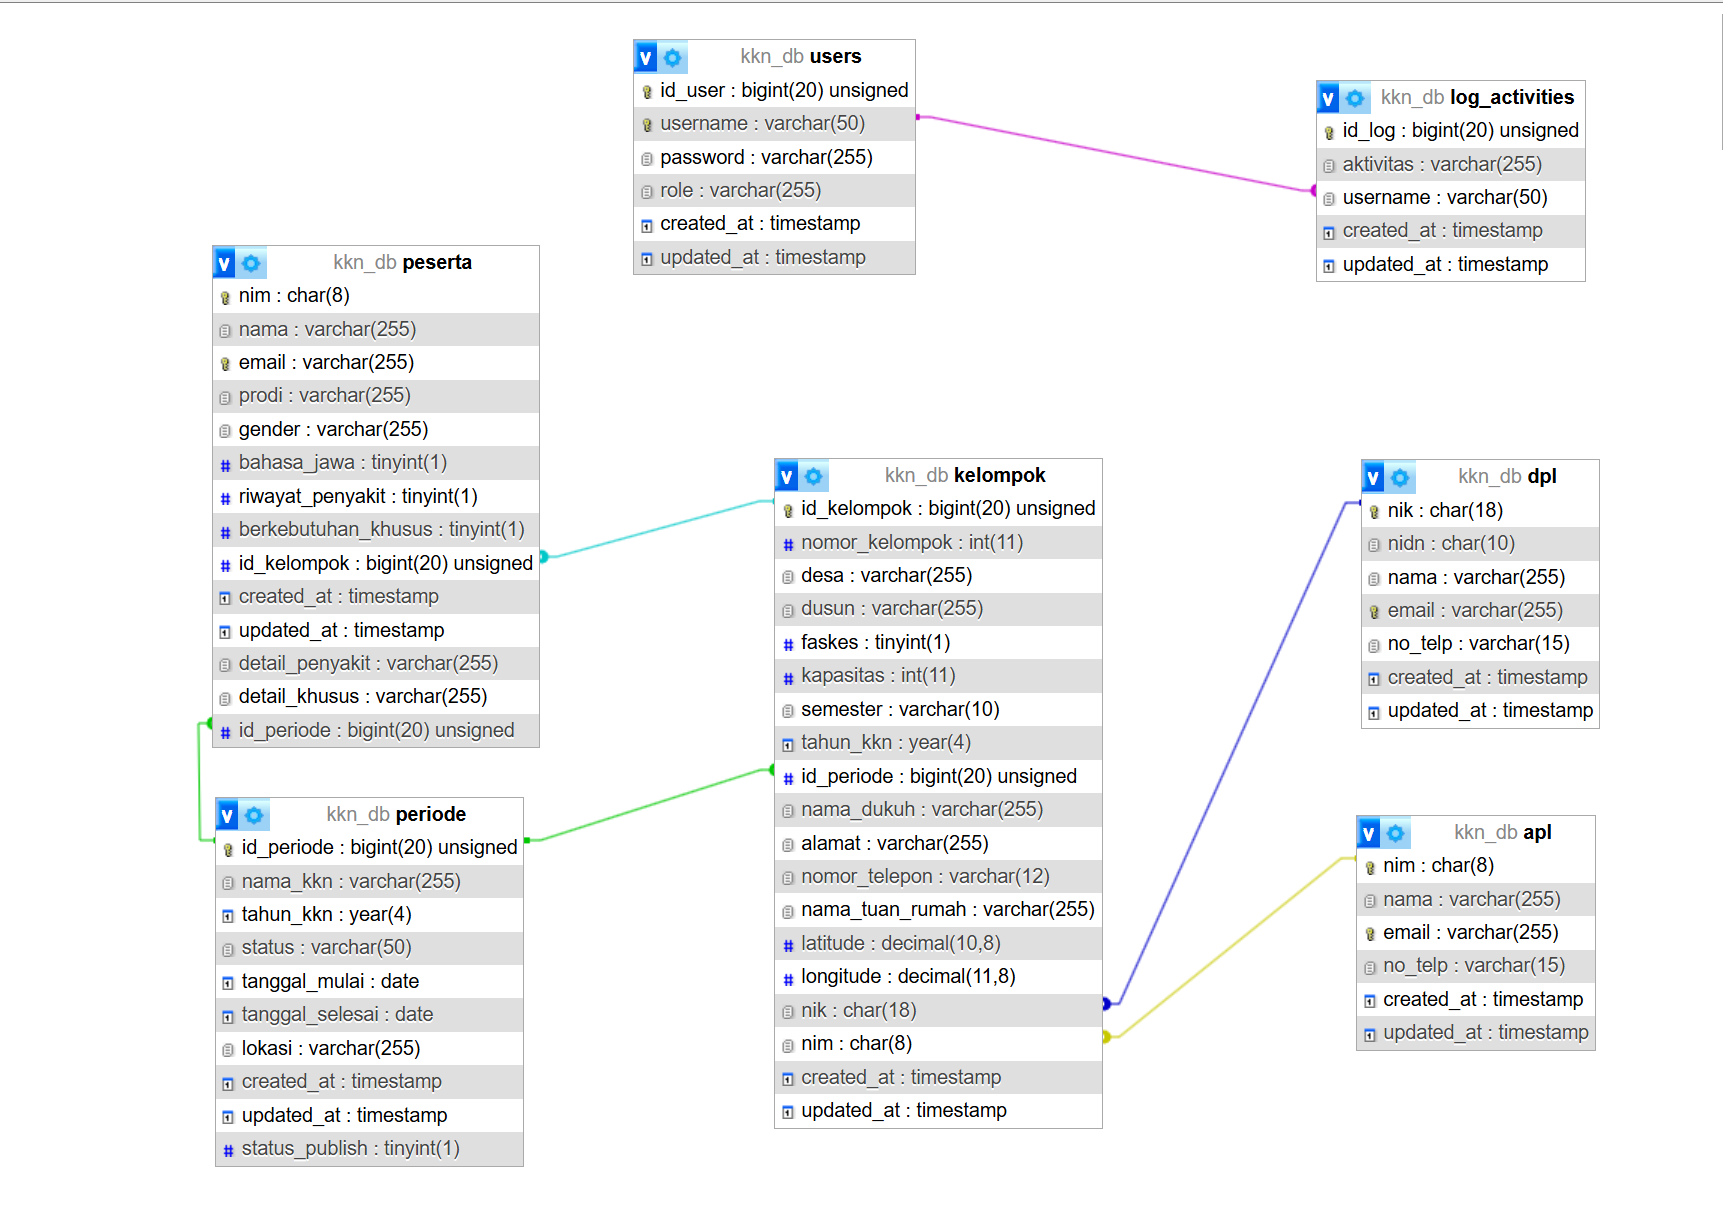 kkn_db users
id_user : bigint(20) unsigned
username : varchar(50)
password : varchar(255)
role : varchar(255)
created_at : timestamp
updated_at : timestamp
kkn_db log_activities
id_log : bigint(20) unsigned
aktivitas : varchar(255)
username : varchar(50)
created_at : timestamp
updated_at : timestamp
kkn_db peserta
nim : char(8)
nama : varchar(255)
email : varchar(255)
prodi : varchar(255)
gender : varchar(255)
bahasa_jawa : tinyint(1)
riwayat_penyakit : tinyint(1)
berkebutuhan_khusus : tinyint(1)
id_kelompok : bigint(20) unsigned
created_at : timestamp
updated_at : timestamp
detail_penyakit : varchar(255)
detail_khusus : varchar(255)
id_periode : bigint(20) unsigned
kkn_db kelompok
id_kelompok : bigint(20) unsigned
nomor_kelompok : int(11)
desa : varchar(255)
dusun : varchar(255)
faskes : tinyint(1)
kapasitas : int(11)
semester : varchar(10)
tahun_kkn : year(4)
id_periode : bigint(20) unsigned
nama_dukuh : varchar(255)
alamat : varchar(255)
nomor_telepon : varchar(12)
nama_tuan_rumah : varchar(255)
latitude : decimal(10,8)
longitude : decimal(11,8)
nik : char(18)
nim : char(8)
created_at : timestamp
updated_at : timestamp
kkn_db dpl
nik : char(18)
nidn : char(10)
nama : varchar(255)
email : varchar(255)
no_telp : varchar(15)
created_at : timestamp
updated_at : timestamp
kkn_db periode
id_periode : bigint(20) unsigned
nama_kkn : varchar(255)
tahun_kkn : year(4)
status : varchar(50)
tanggal_mulai : date
tanggal_selesai : date
lokasi : varchar(255)
created_at : timestamp
updated_at : timestamp
status_publish : tinyint(1)
kkn_db apl
nim : char(8)
nama : varchar(255)
email : varchar(255)
no_telp : varchar(15)
created_at : timestamp
updated_at : timestamp